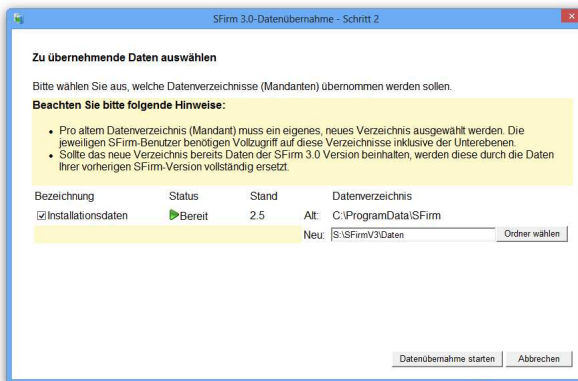 SFirm 3.0-Datenübernahme - Schritt 2
Zu übernehmende Daten auswählen
Bitte wählen Sie aus, welche Datenverzeichnisse (Mandanten) übernommen werden sollen.
Beachten Sie bitte folgende Hinweise:
• Pro altem Datenverzeichnis (Mandant) muss ein eigenes, neues Verzeichnis ausgewählt werden. Die
jeweiligen SFirm-Benutzer benötigen Vollzugriff auf diese Verzeichnisse inklusive der Unterebenen.
• Sollte das neue Verzeichnis bereits Daten der SFirm 3.0 Version beinhalten, werden diese durch die Daten
Ihrer vorherigen SFirm-Version vollständig ersetzt.
Bezeichnung Status Stand Datenverzeichnis
Installationsdaten Bereit 2.5 Alt: C:\ProgramData\SFirm
Neu: S:\SFirmV3\Daten Ordner wählen
Datenübernahme starten Abbrechen